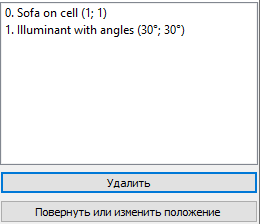 0. Sofa on cell (1; 1)
1. Illuminant with angles (30°; 30°)
Удалить
Повернуть или изменить положение